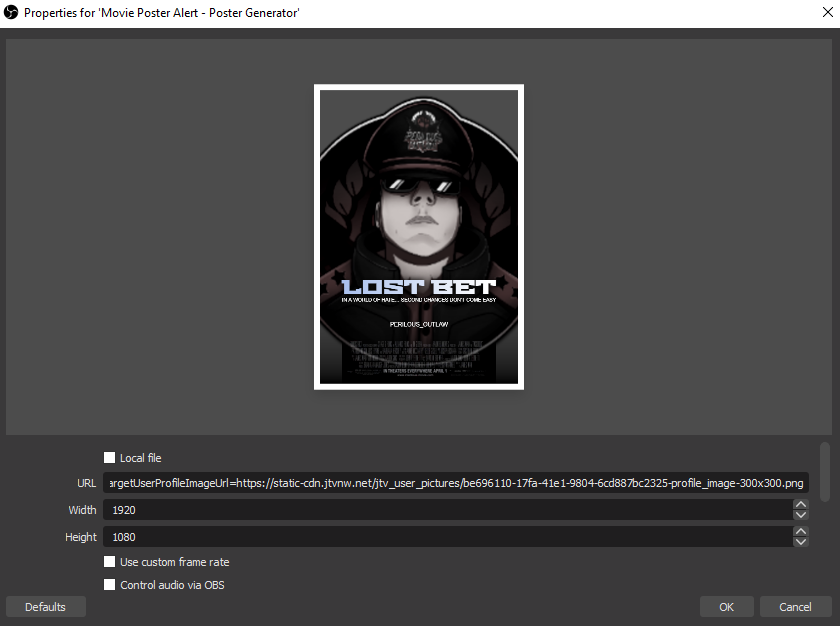 Properties for 'Movie Poster Alert - Poster Generator'
LOST BET
IN A WORLD OF HATE... SECOND CHANCES DON'T COME EASY
PERILOUS_OUTLAW
IN THEATERS EVERYWHERE APRIL 1
Local file
URL argetUserProfileImageUrl=https://static-cdn.jtvnw.net/jtv_user_pictures/be696110-17fa-41e1-9804-6cd887bc2325-profile_image-300x300.png
Width 1920
Height 1080
Use custom frame rate
Control audio via OBS
Defaults OK Cancel